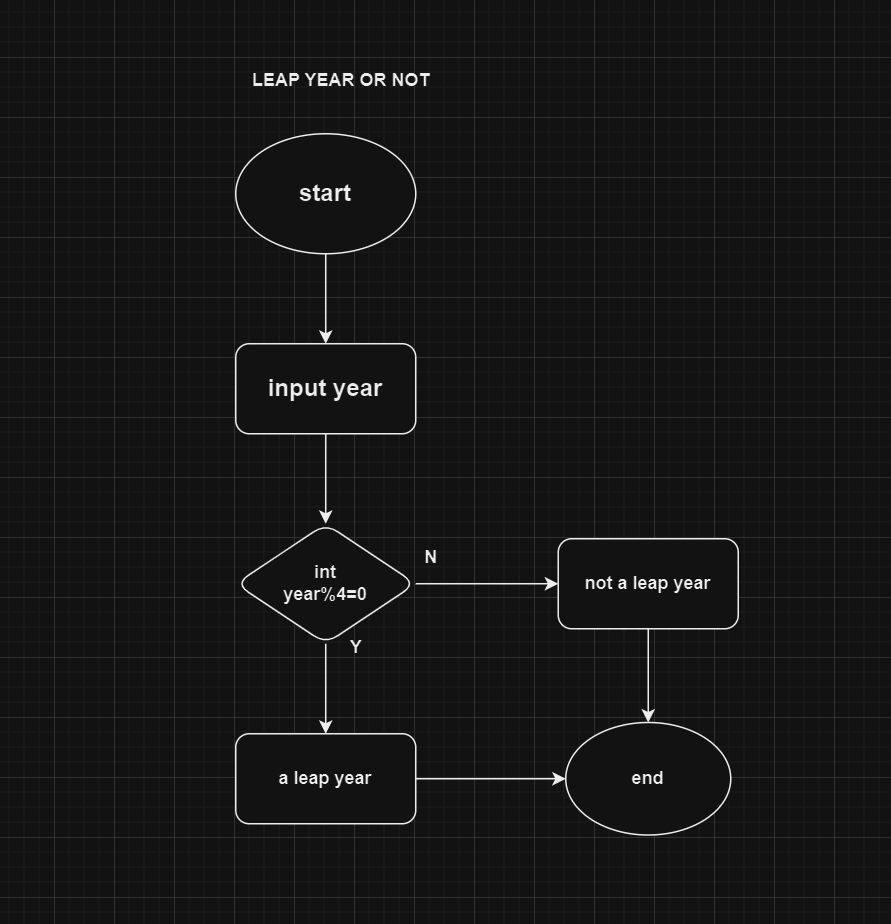 LEAP YEAR OR NOT
start
input year
int
year%4=0
N
not a leap year
Y
a leap year
end